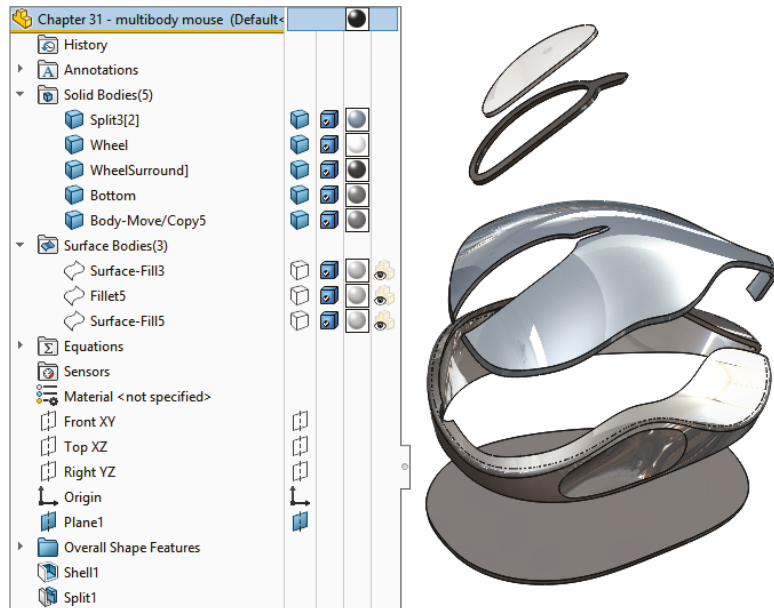 Chapter 31 - multibody mouse (Default<
History
Annotations
Solid Bodies(5)
Split3[2]
Wheel
WheelSurround]
Bottom
Body-Move/Copy5
Surface Bodies(3)
Surface-Fill3
Fillet5
Surface-Fill5
Equations
Sensors
Material <not specified>
Front XY
Top XZ
Right YZ
Origin
Plane1
Overall Shape Features
Shell1
Split1